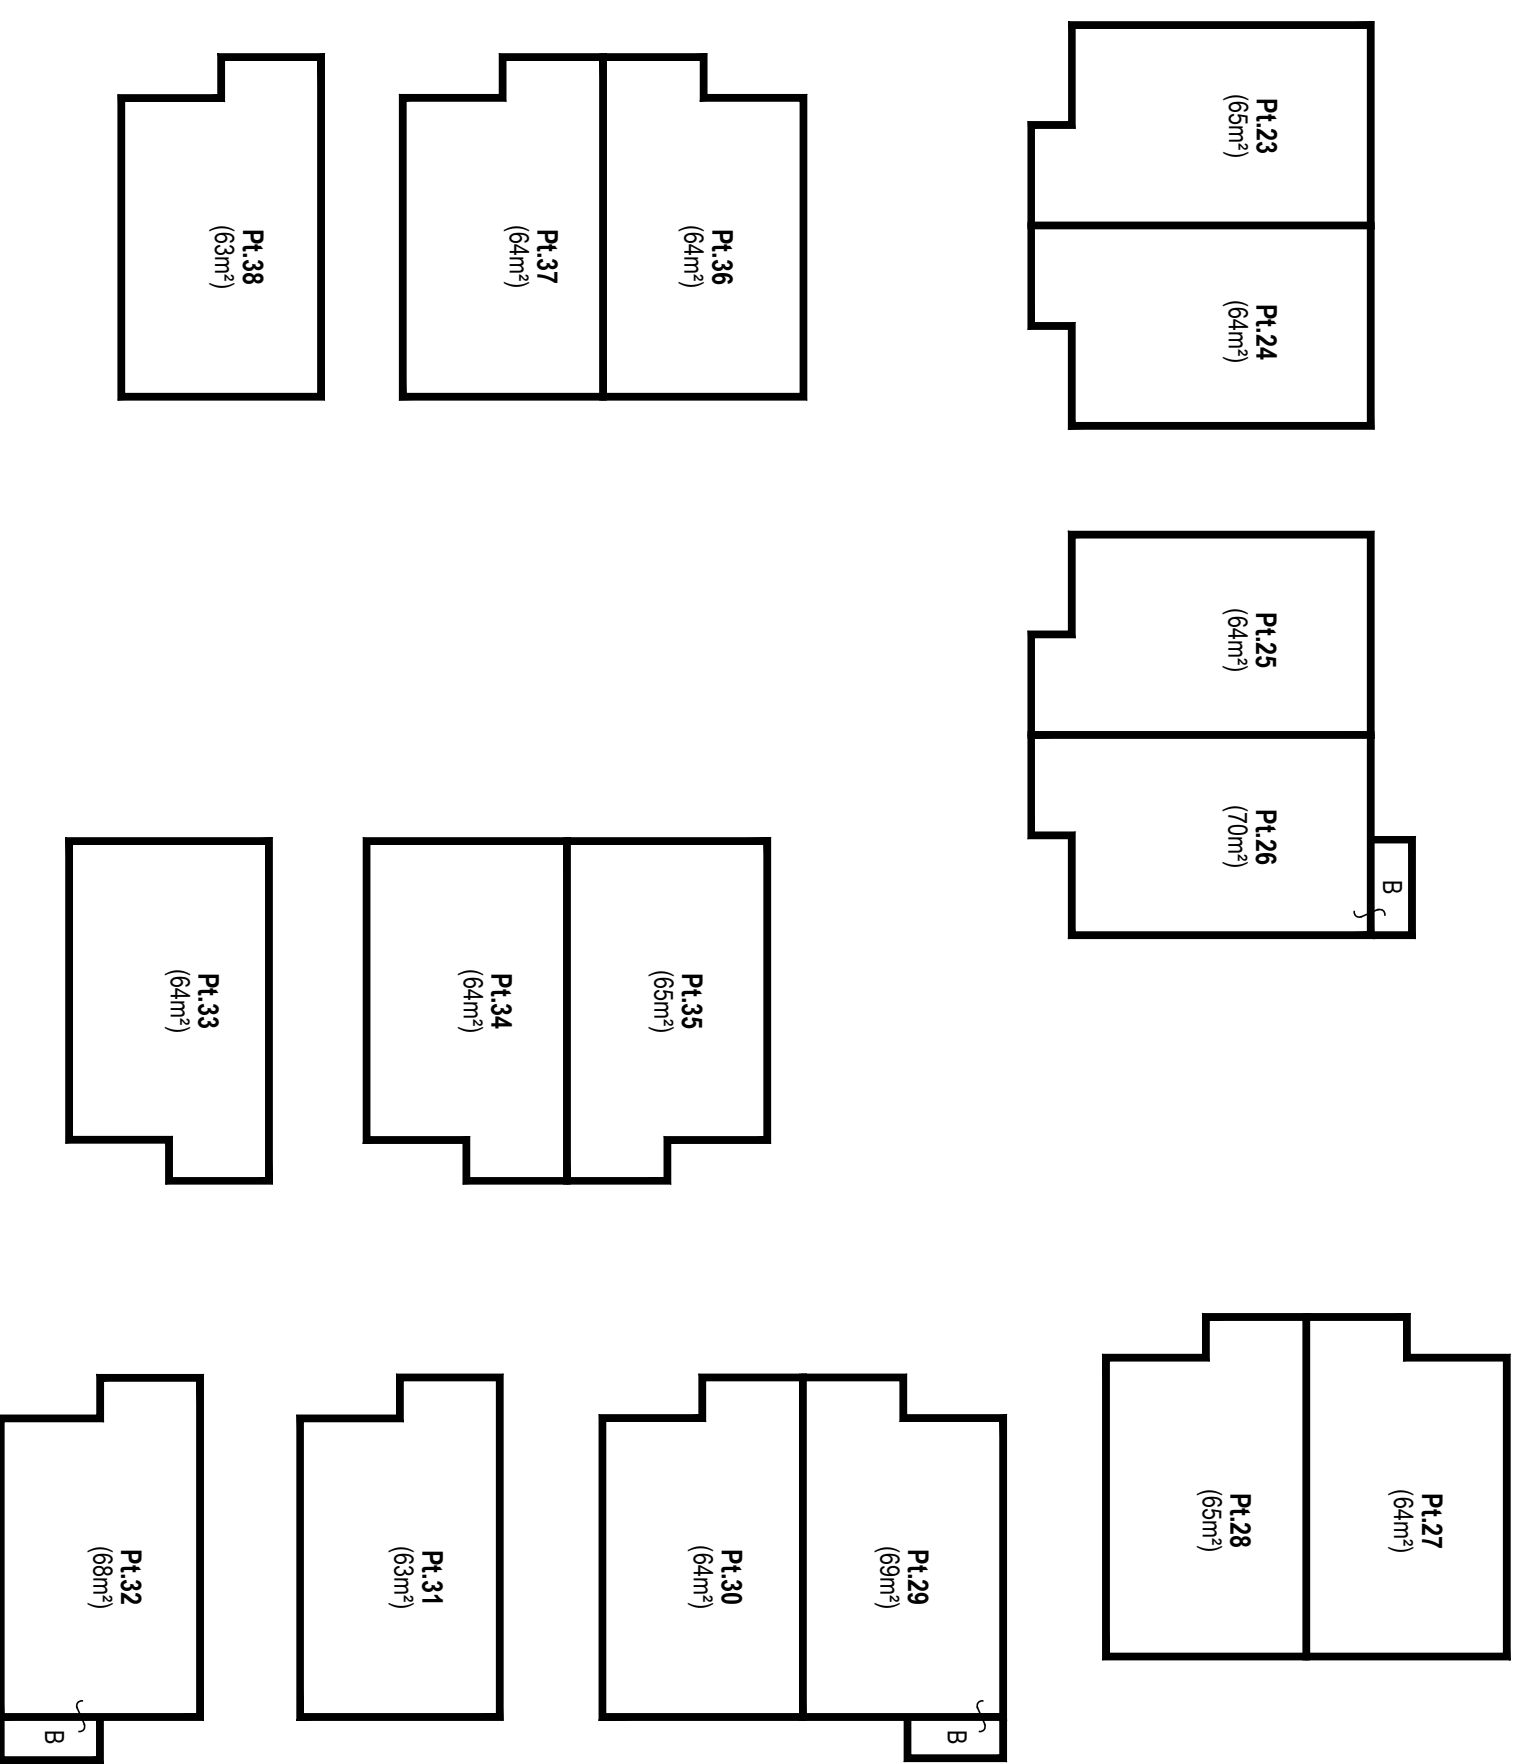 Pt.23
(65m²)
Pt.24
(64m²)
Pt.38
(63m²)
Pt.37
(64m²)
Pt.36
(64m²)
Pt.25
(64m²)
Pt.26
(70m²)
B
Pt.33
(64m²)
Pt.34
(64m²)
Pt.35
(65m²)
Pt.28
(65m²)
Pt.27
(64m²)
Pt.32
(68m²)
B
Pt.31
(63m²)
Pt.30
(64m²)
Pt.29
(69m²)
B